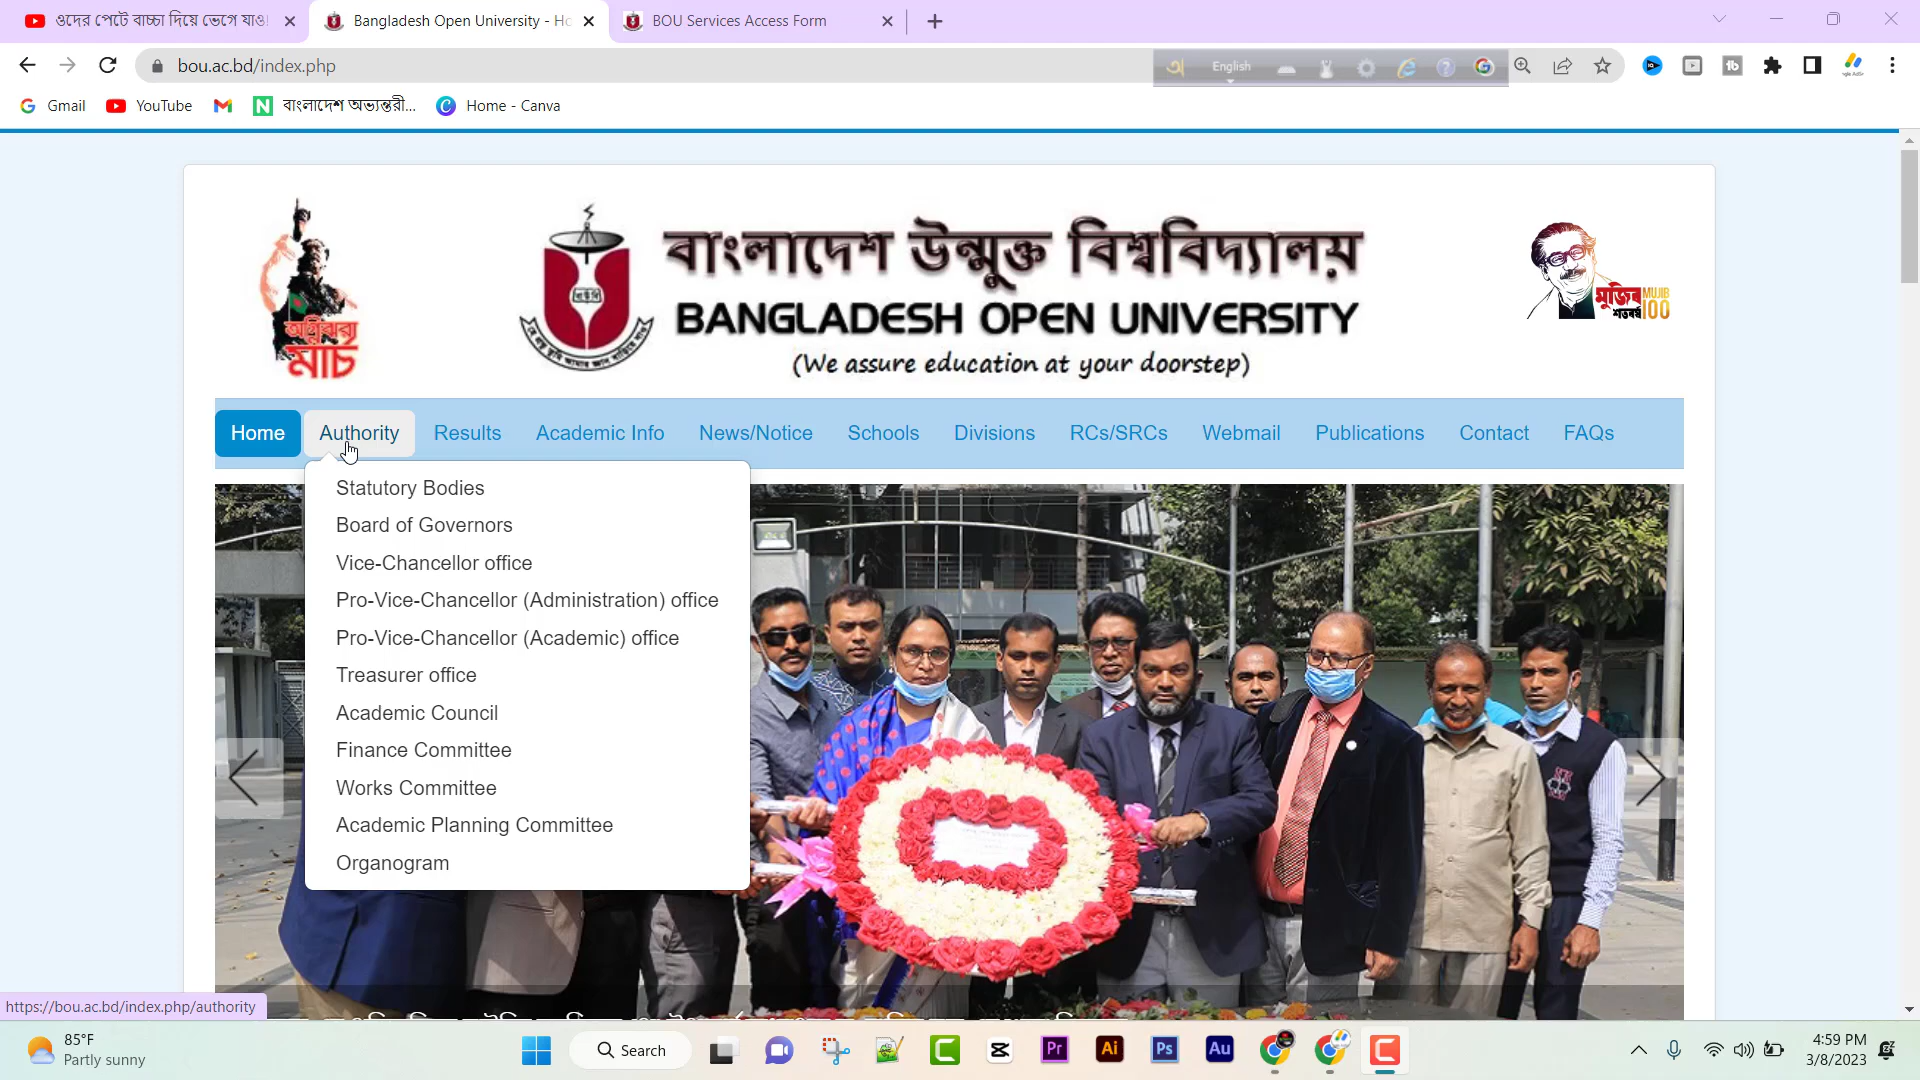 ওদের পেটে বাচ্চা দিয়ে ভেগে যাও!
Bangladesh Open University - Ho
BOU Services Access Form
bou.ac.bd/index.php
অ English
Gmail
YouTube
বাংলাদেশ অভ্যন্তরী...
Home - Canva
অগ্নিঝরা
মার্চ
বাউবি
বাংলাদেশ উন্মুক্ত বিশ্ববিদ্যালয়
BANGLADESH OPEN UNIVERSITY
(We assure education at your doorstep)
মুজিব MUJIB
শতবর্ষ 100
Home Authority Results Academic Info News/Notice Schools Divisions RCs/SRCs Webmail Publications Contact FAQs
Statutory Bodies
Board of Governors
Vice-Chancellor office
Pro-Vice-Chancellor (Administration) office
Pro-Vice-Chancellor (Academic) office
Treasurer office
Academic Council
Finance Committee
Works Committee
Academic Planning Committee
Organogram
https://bou.ac.bd/index.php/authority
85°F
Partly sunny
Search
Pr
Ai
Ps
Au
4:59 PM
3/8/2023